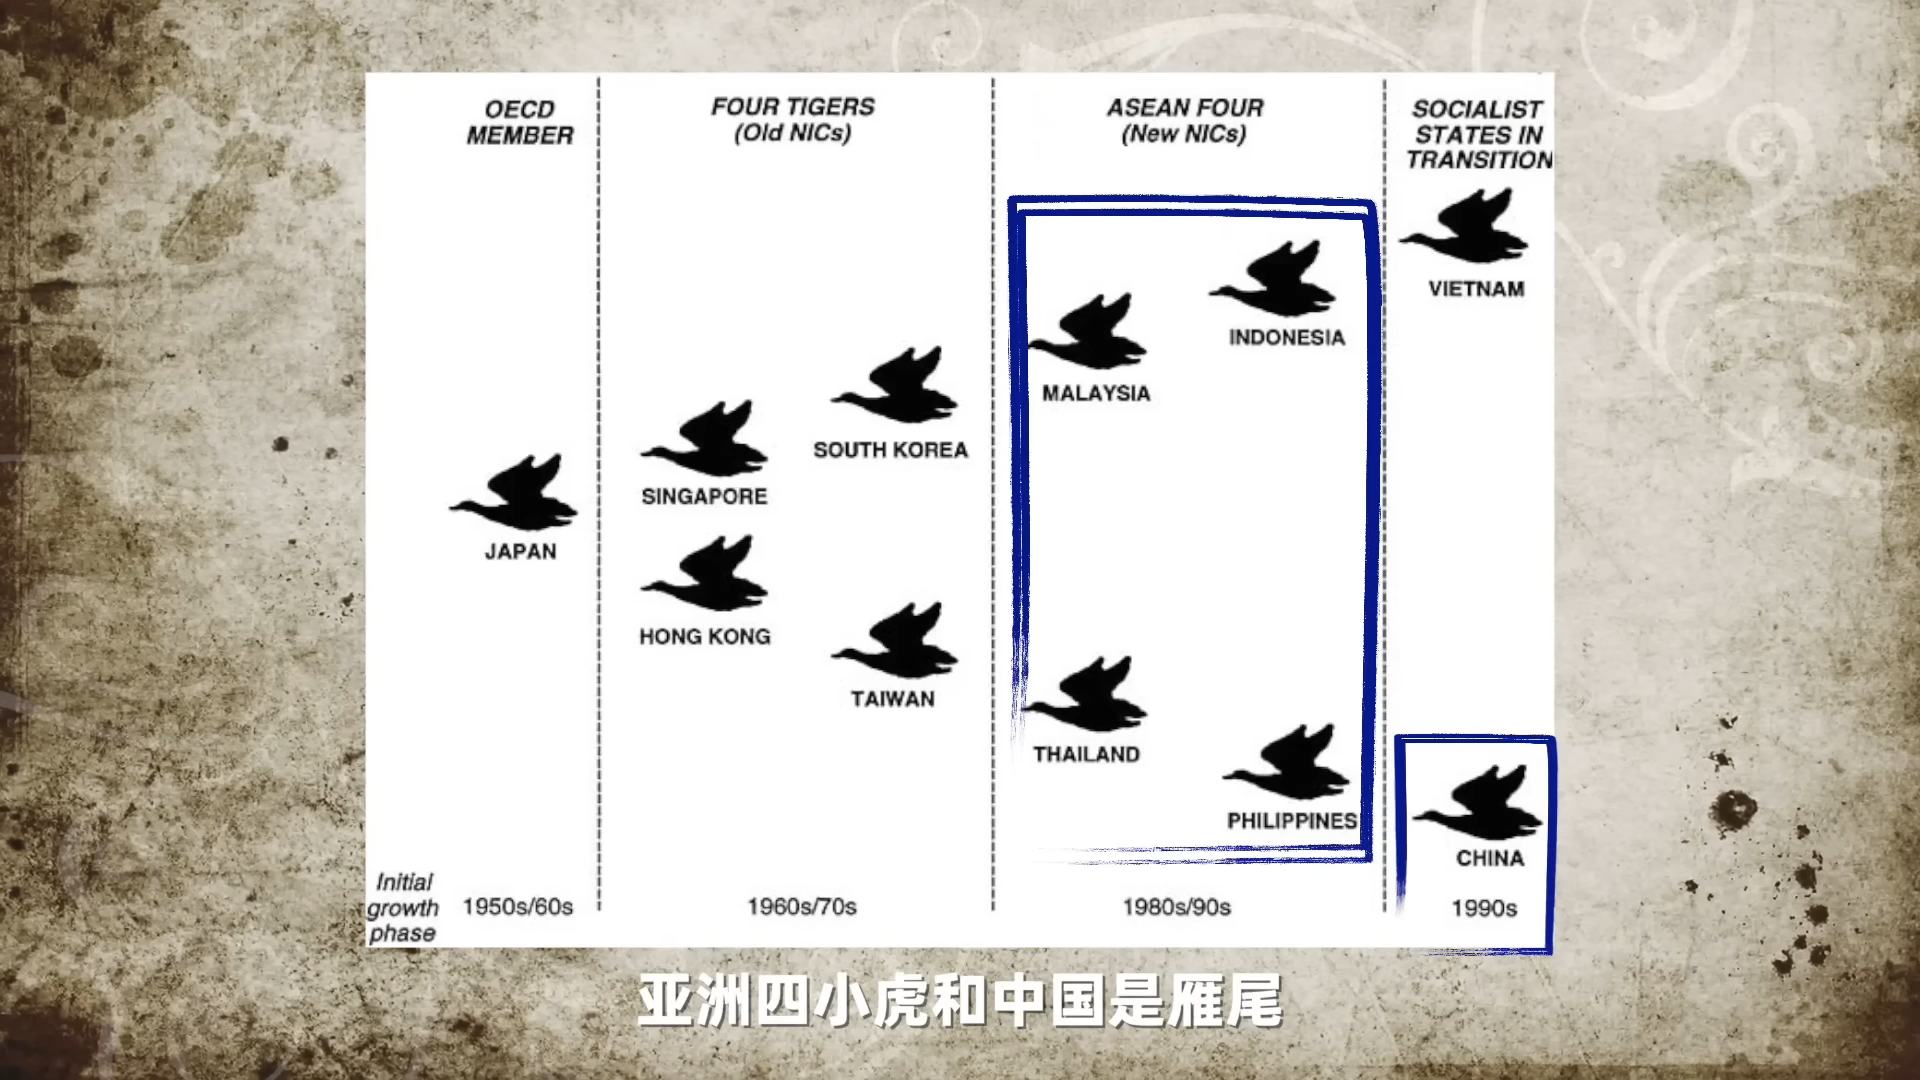 OECD
MEMBER
FOUR TIGERS
(Old NICs)
ASEAN FOUR
(New NICs)
SOCIALIST
STATES IN
TRANSITION
VIETNAM
INDONESIA
MALAYSIA
SOUTH KOREA
SINGAPORE
JAPAN
HONG KONG
TAIWAN
THAILAND
PHILIPPINES
CHINA
Initial
growth
phase
1950s/60s
1960s/70s
1980s/90s
1990s
亚洲四小虎和中国是雁尾